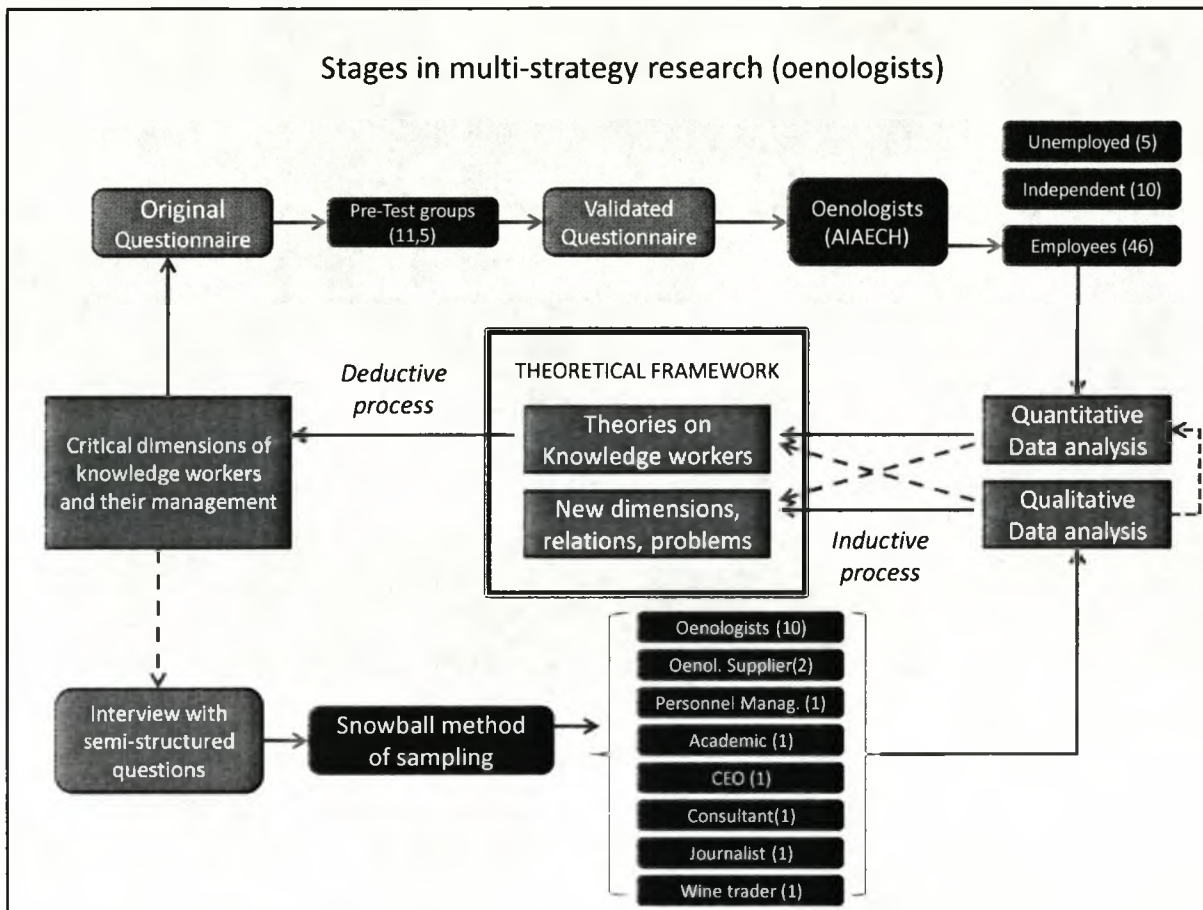 Stages in multi-strategy research (oenologists)
Unemployed (5)
Independent (10)
Employees (46)
Original
Questionnaire
Pre-Test groups
(11,5)
Validated
Questionnaire
Oenologists
(AIAECH)
Deductive
process
THEORETICAL FRAMEWORK
Theories on
Knowledge workers
New dimensions,
relations, problems
Critical dimensions of
knowledge workers
and their management
Quantitative
Data analysis
Qualitative
Data analysis
Inductive
process
Interview with
semi-structured
questions
Snowball method
of sampling
Oenologists (10)
Oenol. Supplier(2)
Personnel Manag. (1)
Academic (1)
CEO (1)
Consultant(1)
Journalist (1)
Wine trader (1)